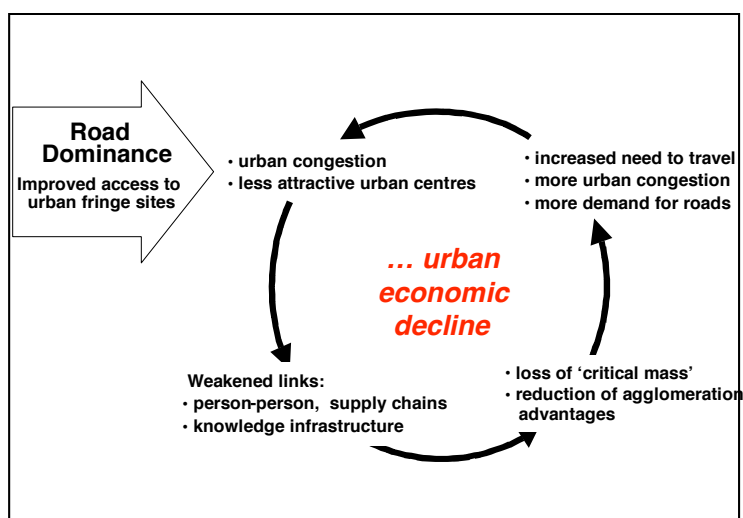 Road
Dominance
Improved access to
urban fringe sites
• urban congestion
• less attractive urban centres
• increased need to travel
• more urban congestion
• more demand for roads
... urban
economic
decline
Weakened links:
• person-person, supply chains
• knowledge infrastructure
• loss of ‘critical mass’
• reduction of agglomeration
advantages